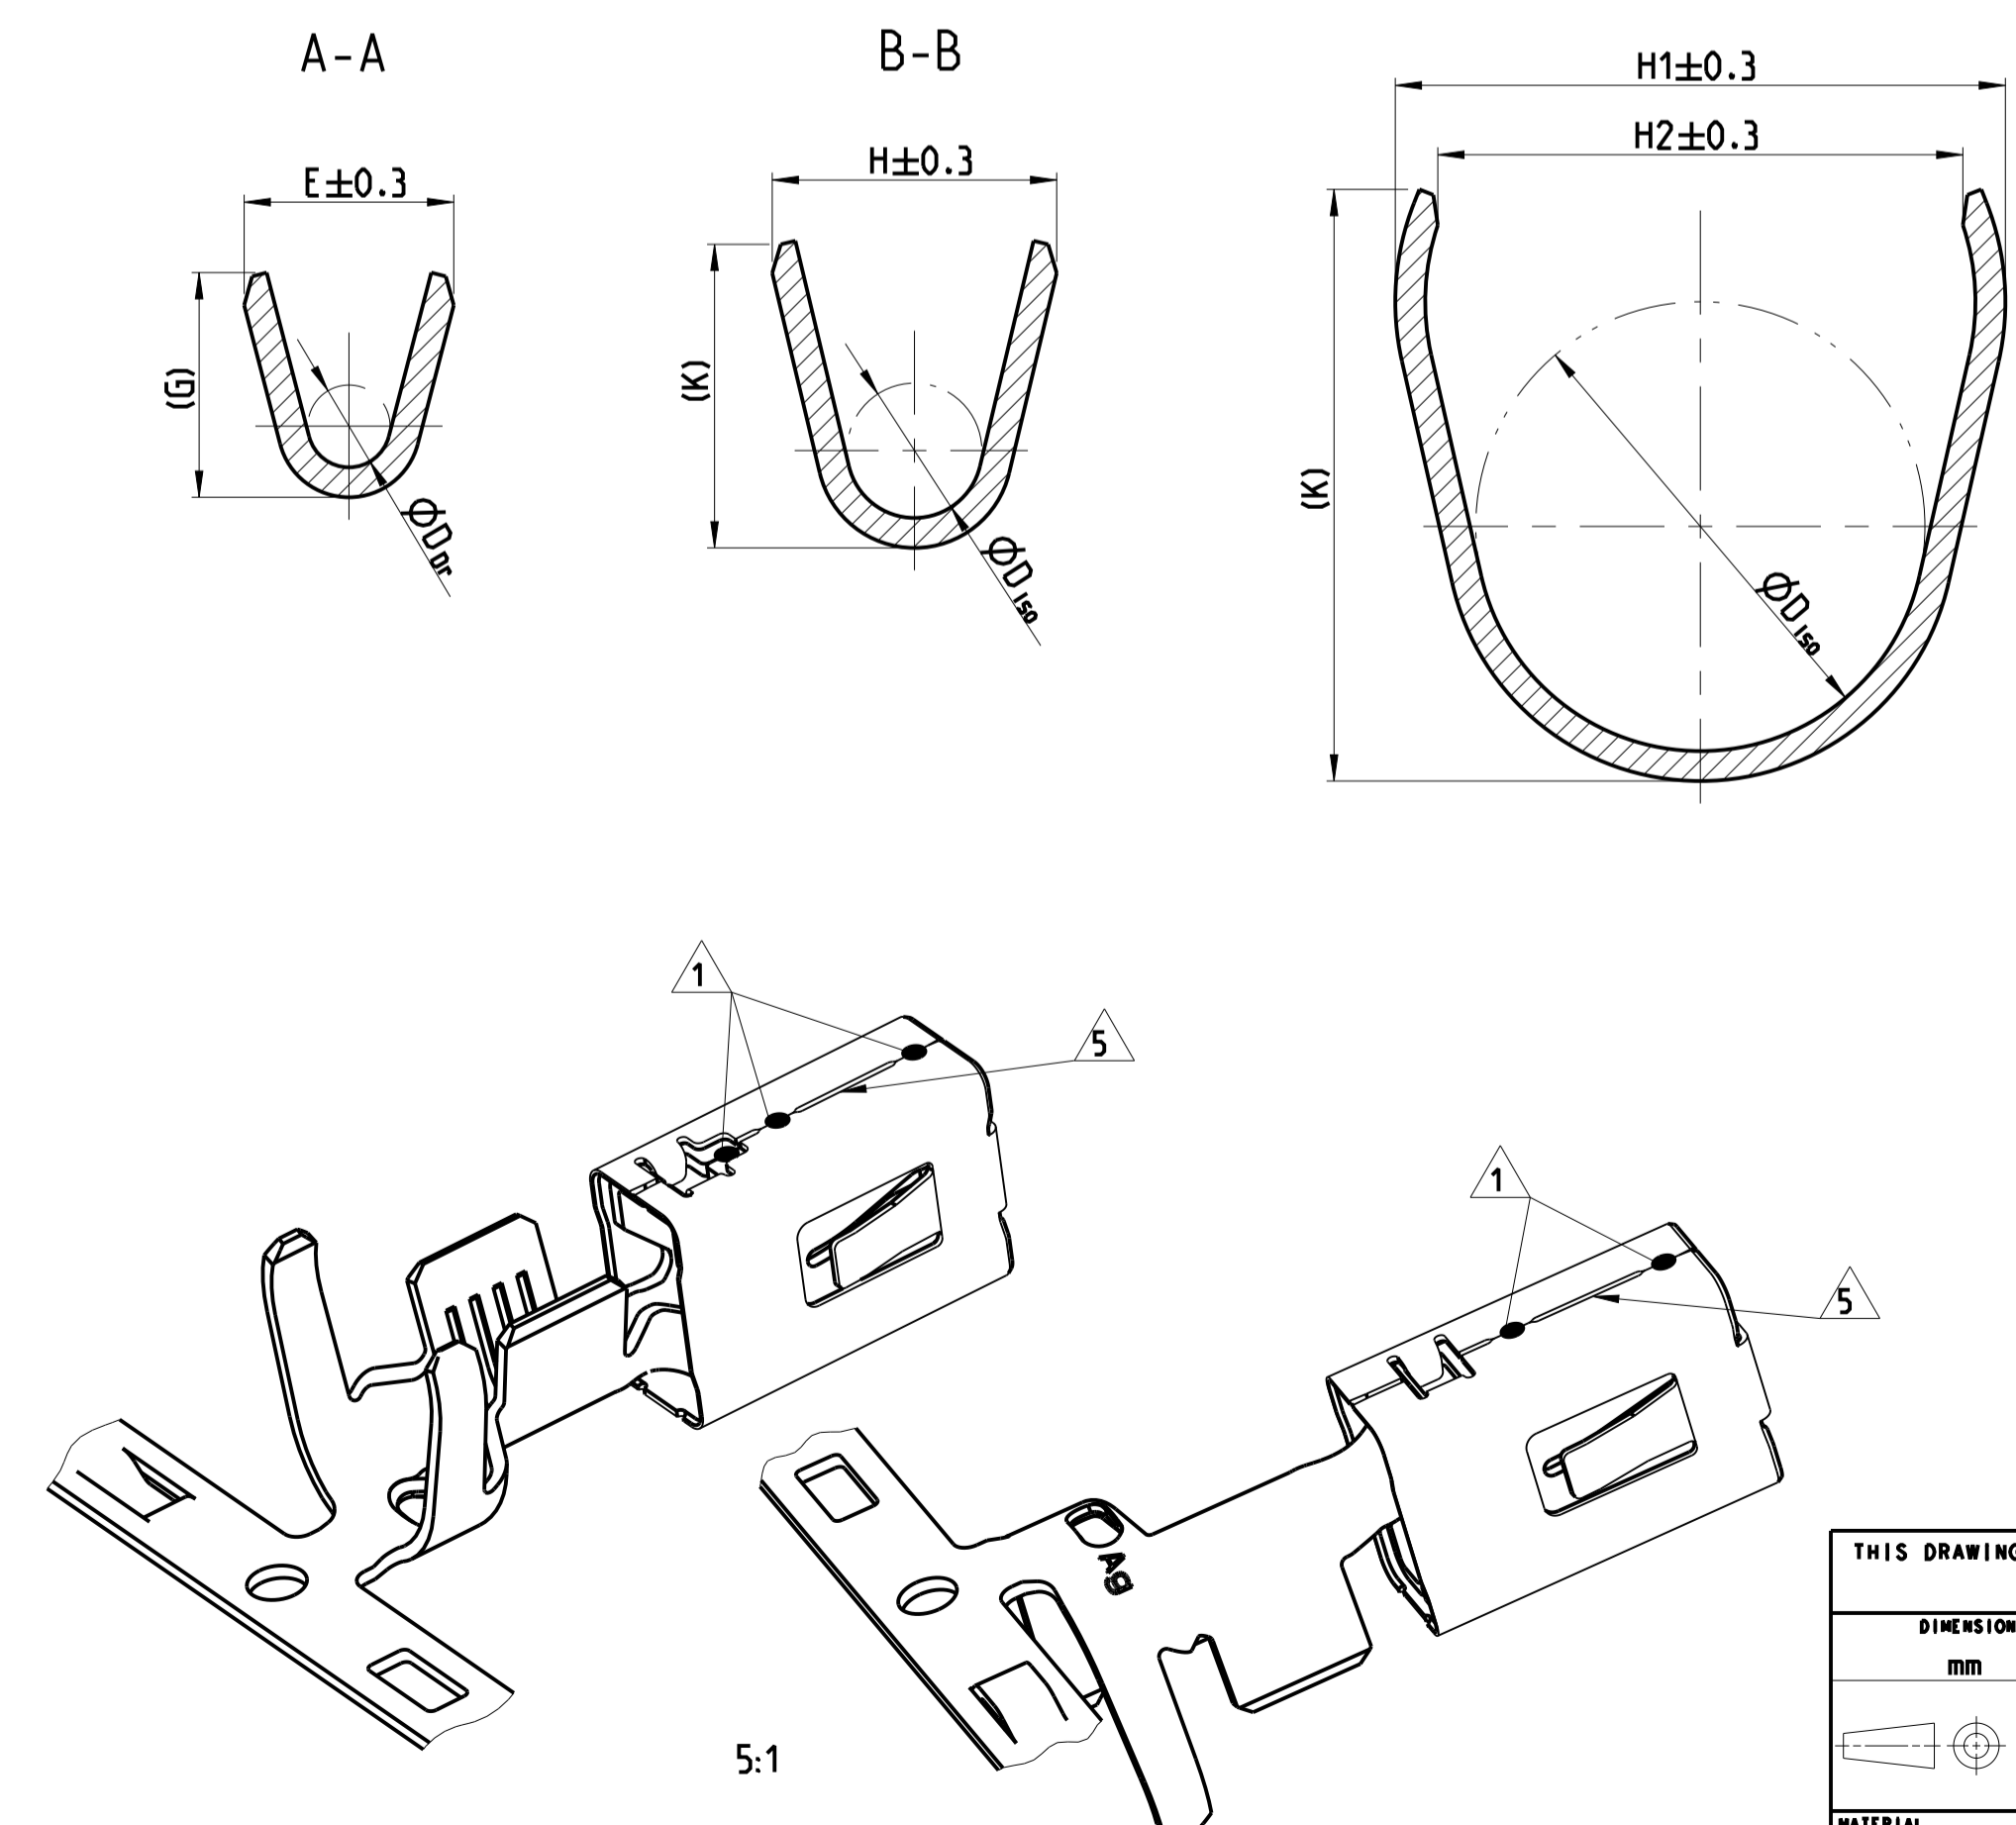 A-A
B-B
H1±0.3
H2±0.3
E±0.3
H±0.3
(G)
(K)
(K)
ØDDr
ØDIso
ØDIso
1
5
1
5
Ag
5:1
THIS DRAWING
DIMENSION
mm
MATERIAL